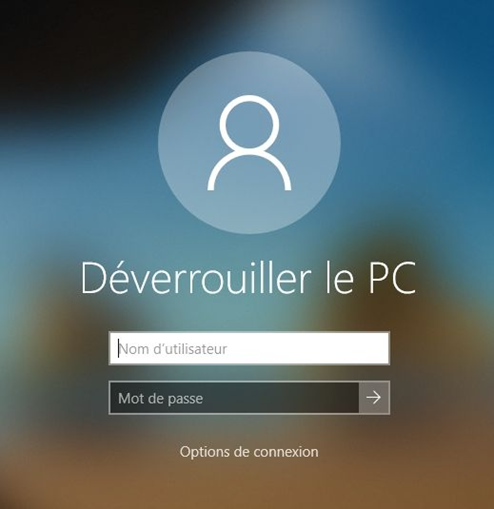 Déverrouiller le PC
Nom d'utilisateur
Mot de passe
Options de connexion